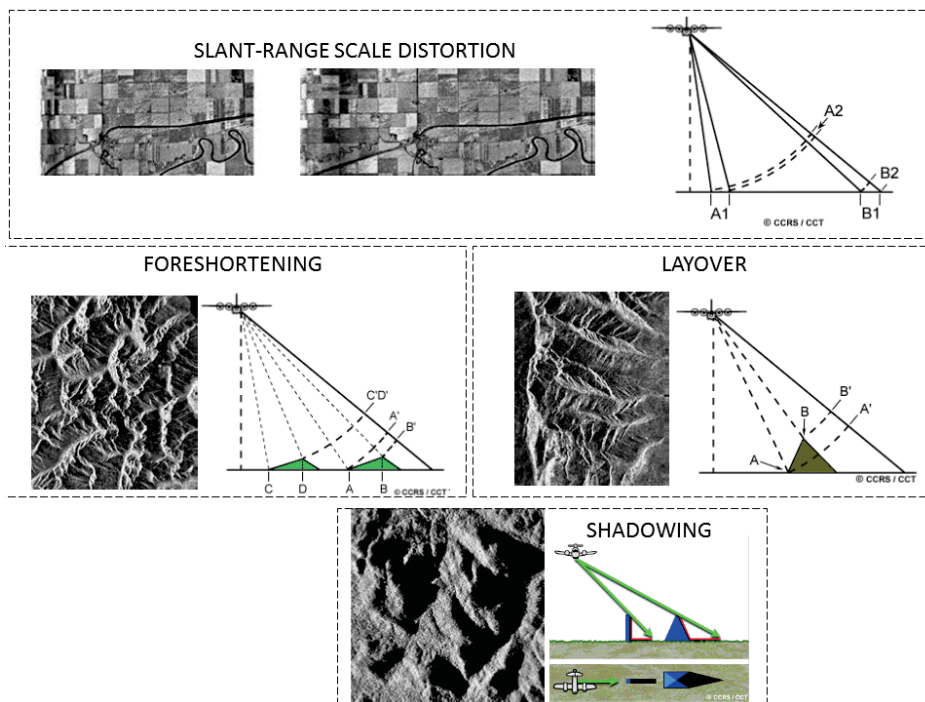 SLANT-RANGE SCALE DISTORTION
A2
B2
A1
B1
© CCRS / CCT
FORESHORTENING
C'D'
A'
B'
C
D
A
B
© CCRS / CCT '
LAYOVER
B'
A'
B
A
© CCRS / CCT
SHADOWING
© CCRS / CCT